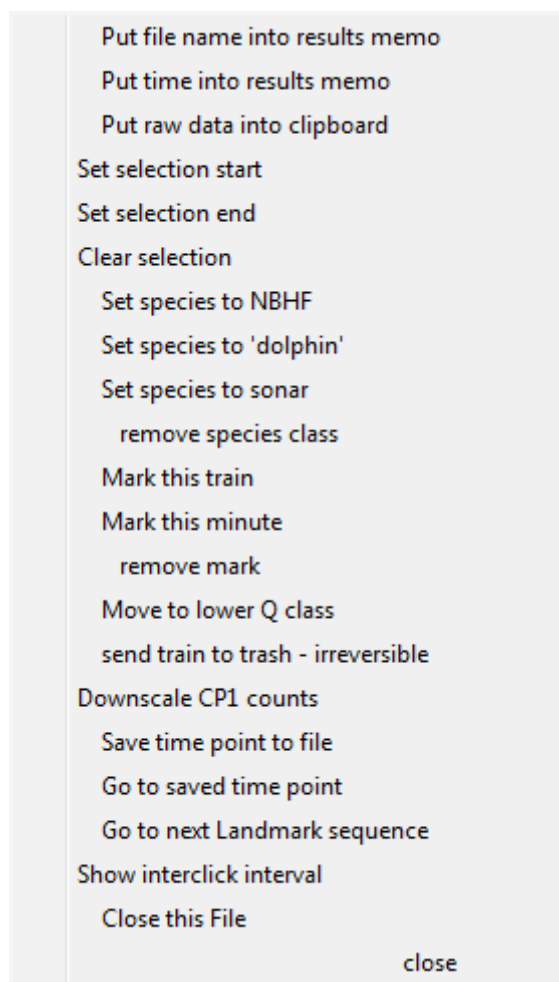 Put file name into results memo
Put time into results memo
Put raw data into clipboard
Set selection start
Set selection end
Clear selection
Set species to NBHF
Set species to 'dolphin'
Set species to sonar
remove species class
Mark this train
Mark this minute
remove mark
Move to lower Q class
send train to trash - irreversible
Downscale CP1 counts
Save time point to file
Go to saved time point
Go to next Landmark sequence
Show interclick interval
Close this File
close